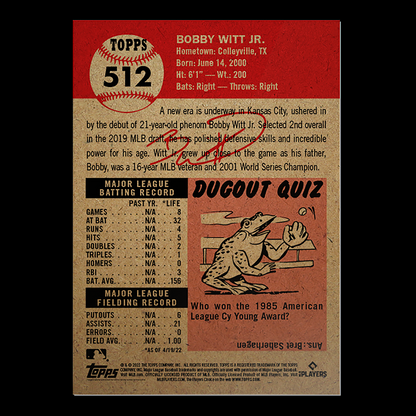 TOPPS
512
BOBBY WITT JR.
Hometown: Colleyville, TX
Born: June 14, 2000
Ht: 6'1" — Wt.: 200
Bats: Right - Throws: Right
A new era is underway in Kansas City, ushered in
by the debut of 21-year-old phenom Bobby Witt Jr. Selected 2nd overall
in the 2019 MLB draft, he has polished defensive skills and incredible
power for his age. Witt Jr. grew up close to the game as his father,
Bobby, was a 16-year MLB veteran and 2001 World Series Champion.
MAJOR LEAGUE
BATTING RECORD
PAST YR. *LIFE
GAMES . . . . . N/A . . 8
AT BAT . . . . . N/A . . 32
RUNS . . . . . N/A . . 4
HITS . . . . . N/A . . 5
DOUBLES . . . . . N/A . . 2
TRIPLES . . . . . N/A . . 1
HOMERS . . . . . N/A . . 0
RBI . . . . . N/A . . 3
BAT. AVG. . . . . N/A . .156
MAJOR LEAGUE
FIELDING RECORD
PUTOUTS . . . . . N/A . . 6
ASSISTS . . . . . N/A . . 21
ERRORS . . . . . N/A . . 0
FIELD AVG. . . . . N/A . . 1.00
*AS OF 4/19/22
DUGOUT QUIZ
Who won the 1985 American
League Cy Young Award?
Ans.: Bret Saberhagen
TOPPS
PLAYERS